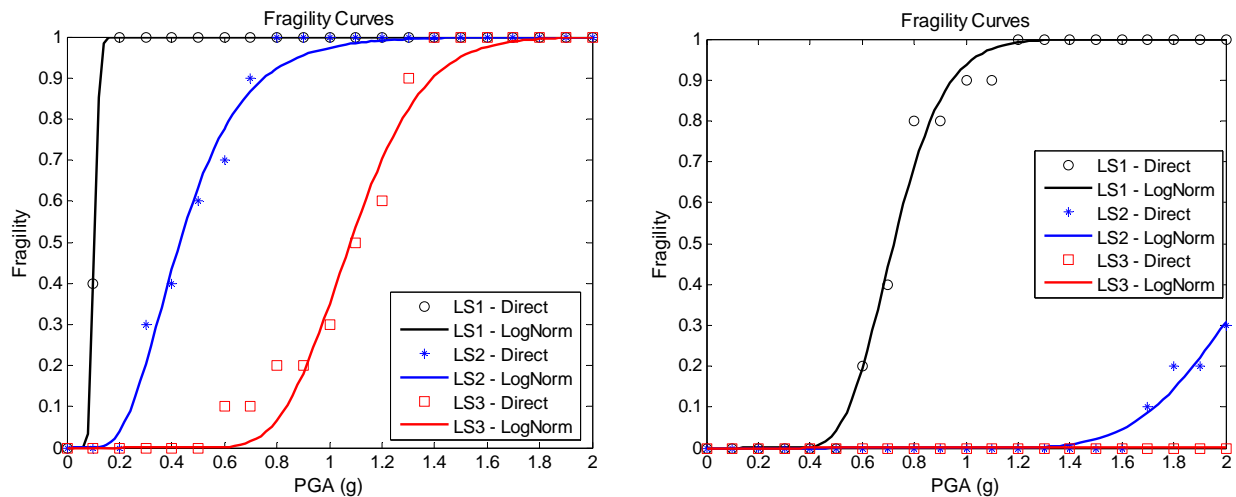 Fragility Curves
1
0.9
0.8
0.7
0.6
0.5
0.4
0.3
0.2
0.1
0
Fragility
0 0.2 0.4 0.6 0.8 1 1.2 1.4 1.6 1.8 2
PGA (g)
LS1 - Direct
LS1 - LogNorm
LS2 - Direct
LS2 - LogNorm
LS3 - Direct
LS3 - LogNorm
Fragility Curves
1
0.9
0.8
0.7
0.6
0.5
0.4
0.3
0.2
0.1
0
Fragility
0 0.2 0.4 0.6 0.8 1 1.2 1.4 1.6 1.8 2
PGA (g)
LS1 - Direct
LS1 - LogNorm
LS2 - Direct
LS2 - LogNorm
LS3 - Direct
LS3 - LogNorm